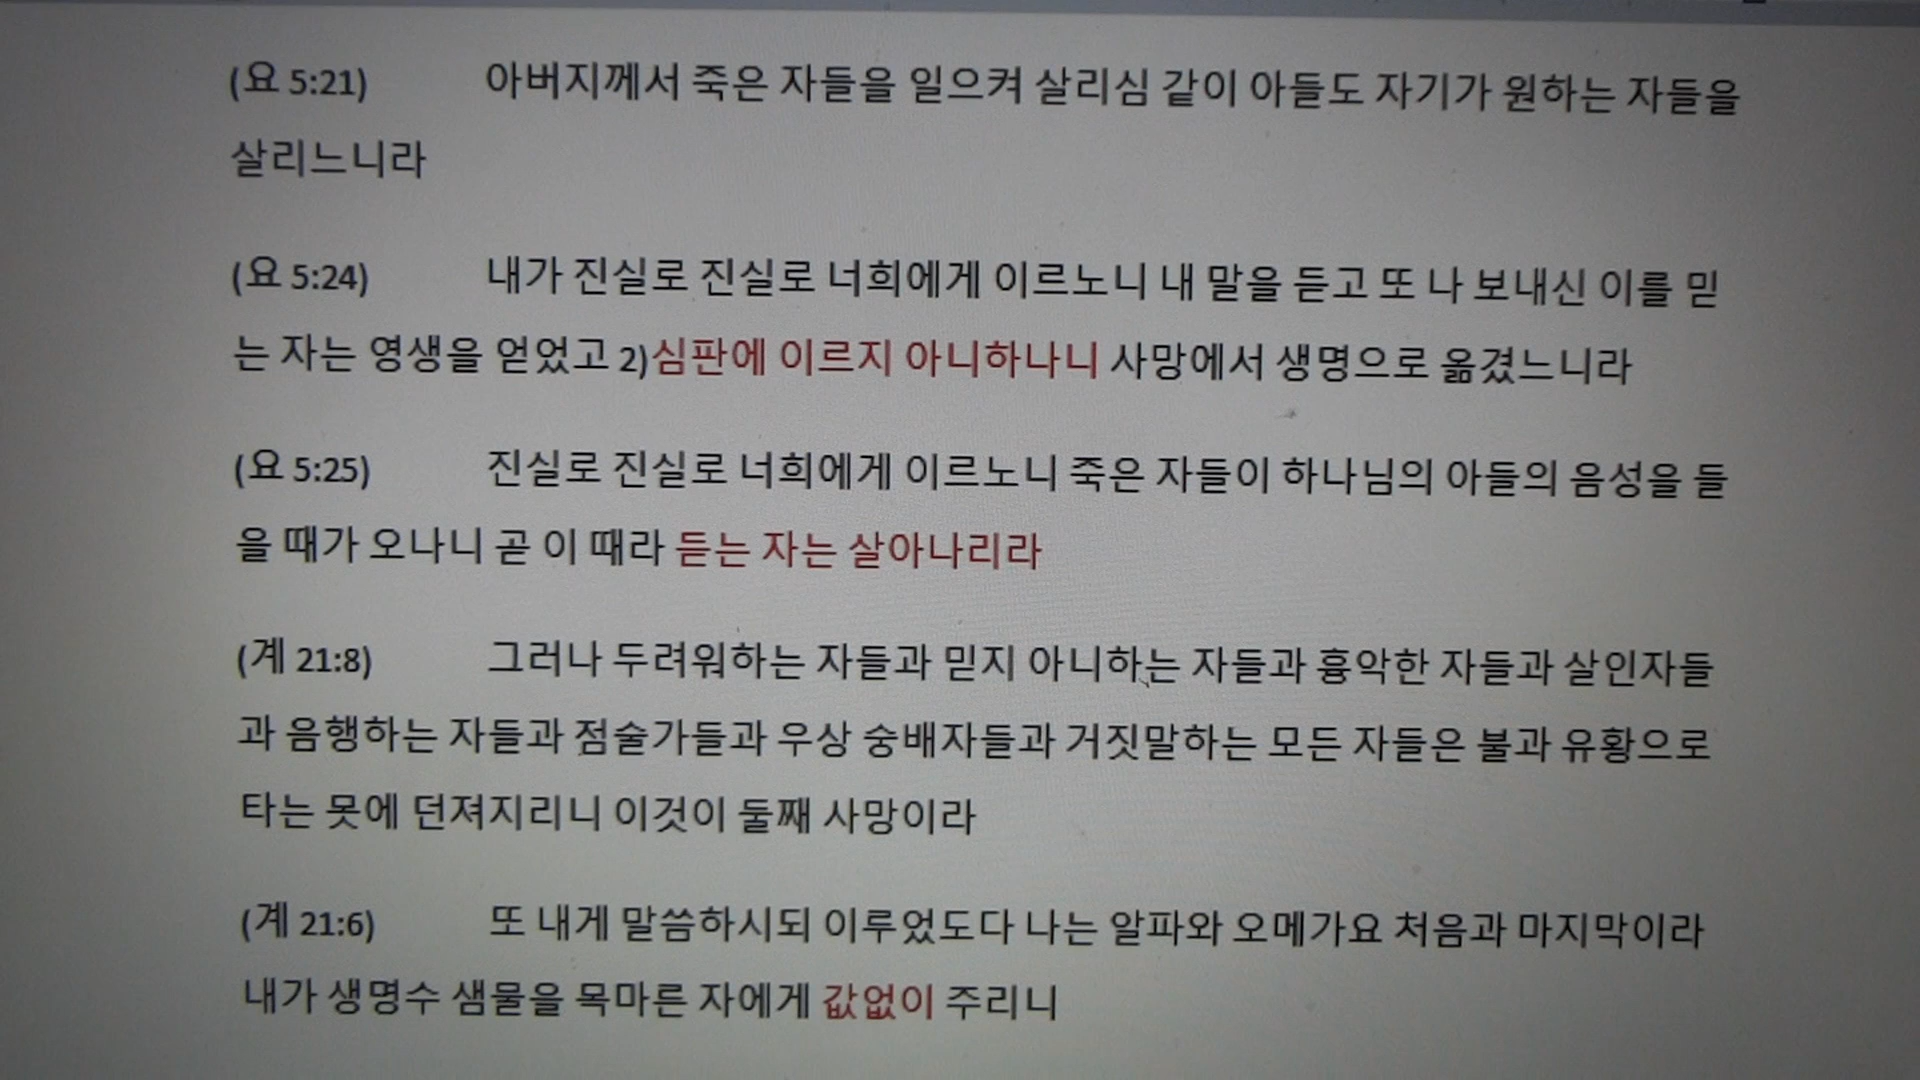 (요 5:21) 아버지께서 죽은 자들을 일으켜 살리심 같이 아들도 자기가 원하는 자들을
살리느니라
(요 5:24) 내가 진실로 진실로 너희에게 이르노니 내 말을 듣고 또 나 보내신 이를 믿
는 자는 영생을 얻었고 2)심판에 이르지 아니하나니 사망에서 생명으로 옮겼느니라
(요 5:25) 진실로 진실로 너희에게 이르노니 죽은 자들이 하나님의 아들의 음성을 들
을 때가 오나니 곧 이 때라 듣는 자는 살아나리라
(계 21:8) 그러나 두려워하는 자들과 믿지 아니하는 자들과 흉악한 자들과 살인자들
과 음행하는 자들과 점술가들과 우상 숭배자들과 거짓말하는 모든 자들은 불과 유황으로
타는 못에 던져지리니 이것이 둘째 사망이라
(계 21:6) 또 내게 말씀하시되 이루었도다 나는 알파와 오메가요 처음과 마지막이라
내가 생명수 샘물을 목마른 자에게 값없이 주리니